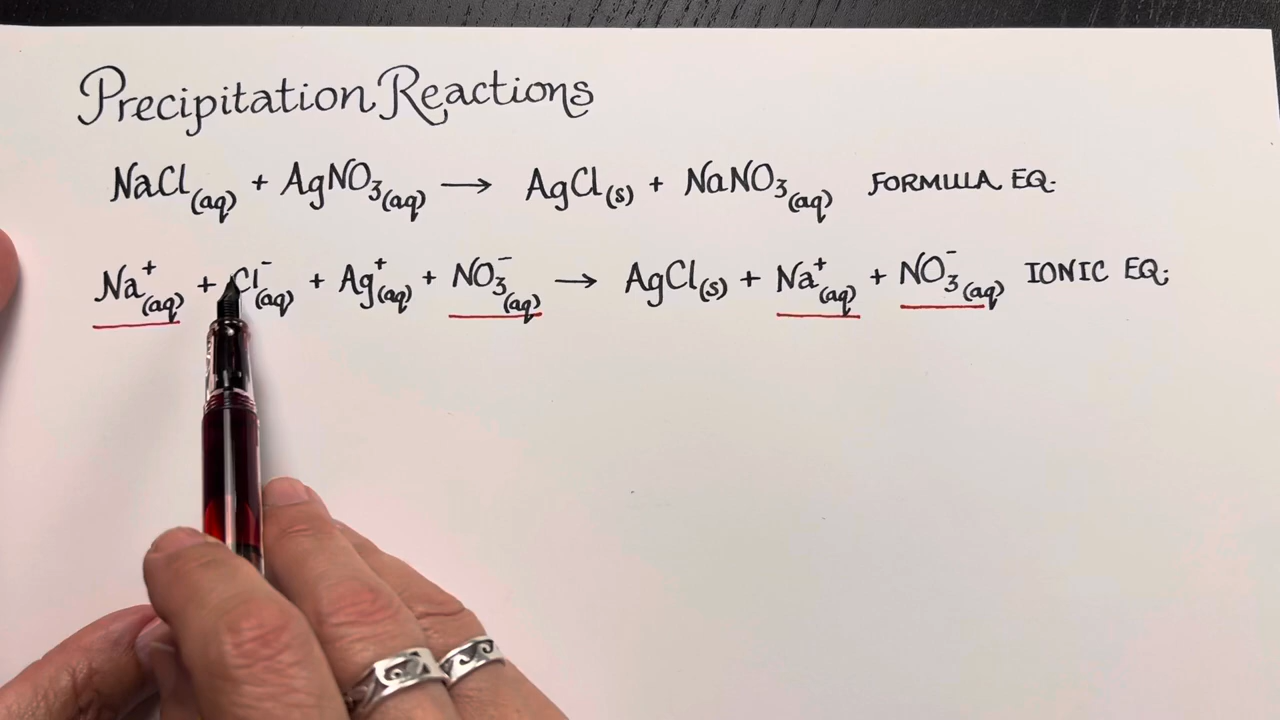 Precipitation Reactions
NaCl(aq) + AgNO₃(aq) → AgCl(s) + NaNO₃(aq) FORMULA EQ.
Na⁺(aq) + Cl⁻(aq) + Ag⁺(aq) + NO₃⁻(aq) → AgCl(s) + Na⁺(aq) + NO₃⁻(aq) IONIC EQ.